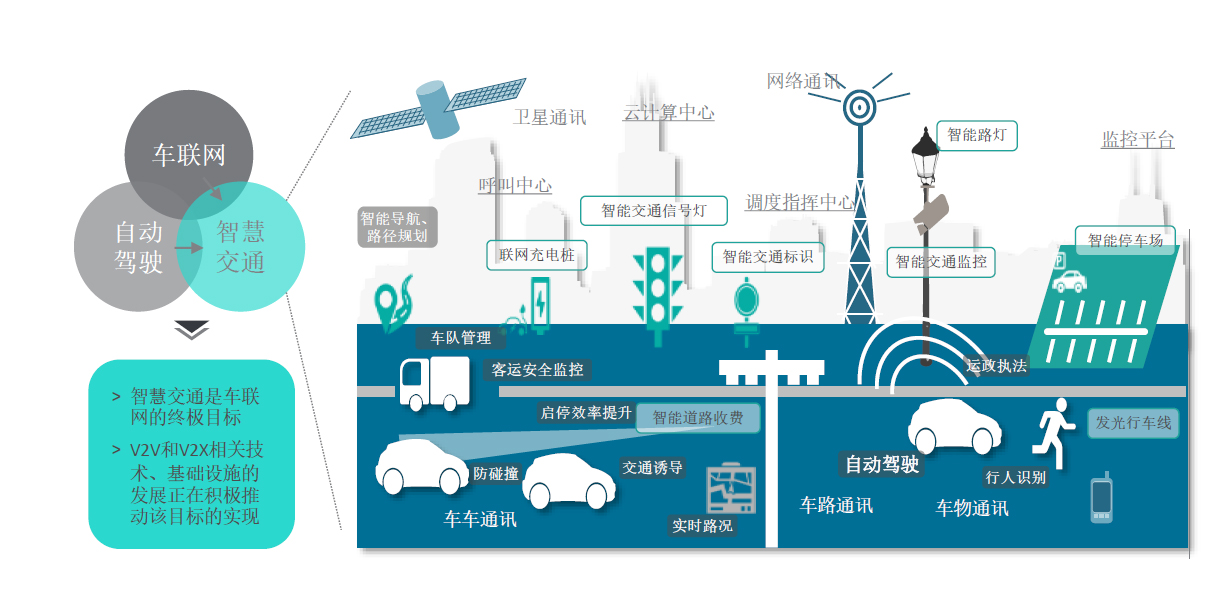 车联网
自动
驾驶
智慧
交通
> 智慧交通是车联
网的终极目标
> V2V和V2X相关技
术、基础设施的
发展正在积极推
动该目标的实现
卫星通讯
云计算中心
网络通讯
智能路灯
监控平台
呼叫中心
智能导航、
路径规划
智能交通信号灯
调度指挥中心
联网充电桩
智能交通标识
智能交通监控
智能停车场
P
车队管理
客运安全监控
运政执法
启停效率提升
智能道路收费
发光行车线
防碰撞
交通诱导
自动驾驶
行人识别
车车通讯
实时路况
车路通讯
车物通讯